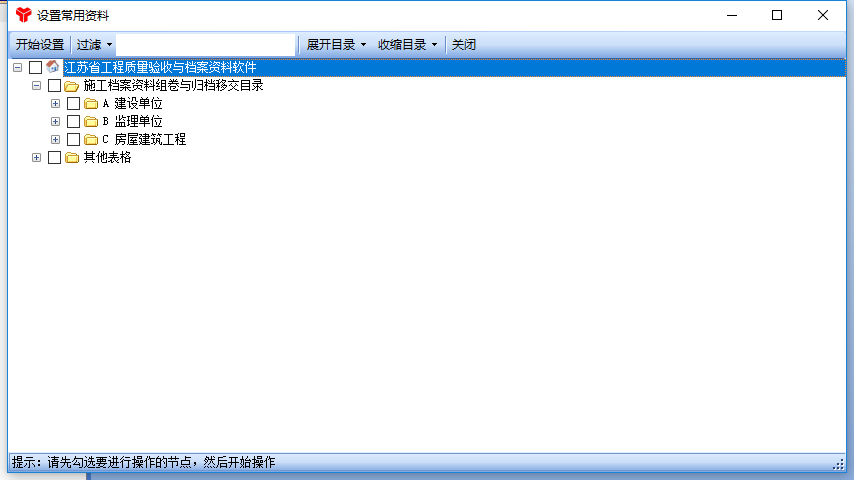 设置常用资料
开始设置 过滤 展开目录 收缩目录 关闭
江苏省工程质量验收与档案资料软件
施工档案资料组卷与归档移交目录
A 建设单位
B 监理单位
C 房屋建筑工程
其他表格
提示：请先勾选要进行操作的节点，然后开始操作